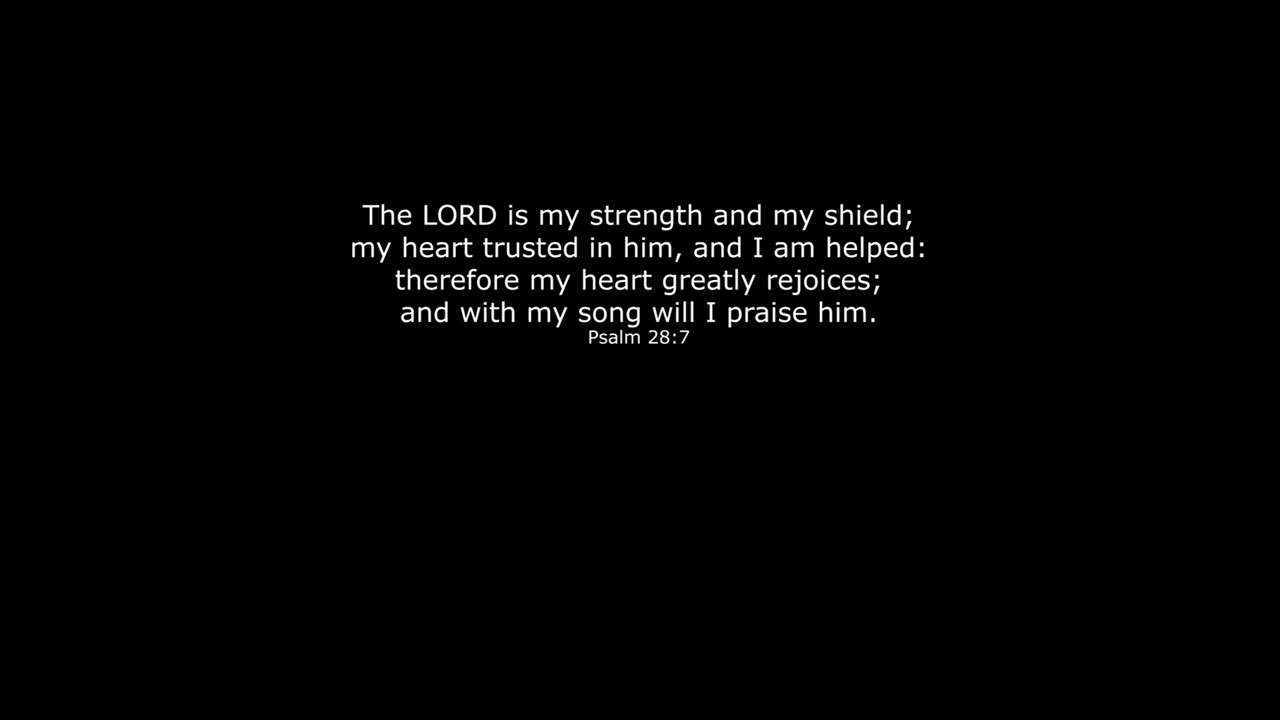 The LORD is my strength and my shield;
my heart trusted in him, and I am helped:
therefore my heart greatly rejoices;
and with my song will I praise him.
Psalm 28:7